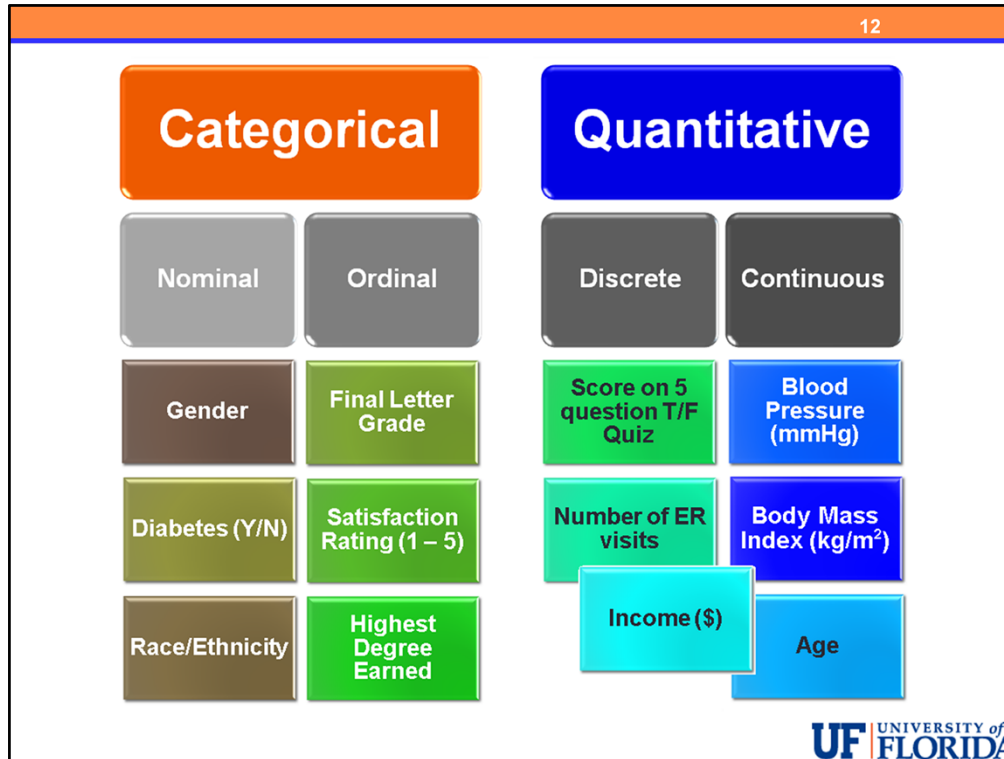 12
Categorical
Quantitative
Nominal
Ordinal
Discrete
Continuous
Gender
Final Letter
Grade
Score on 5
question T/F
Quiz
Blood
Pressure
(mmHg)
Diabetes (Y/N)
Satisfaction
Rating (1 – 5)
Number of ER
visits
Body Mass
Index (kg/m²)
Race/Ethnicity
Highest
Degree
Earned
Income ($)
Age
UF
UNIVERSITY of
FLORIDA